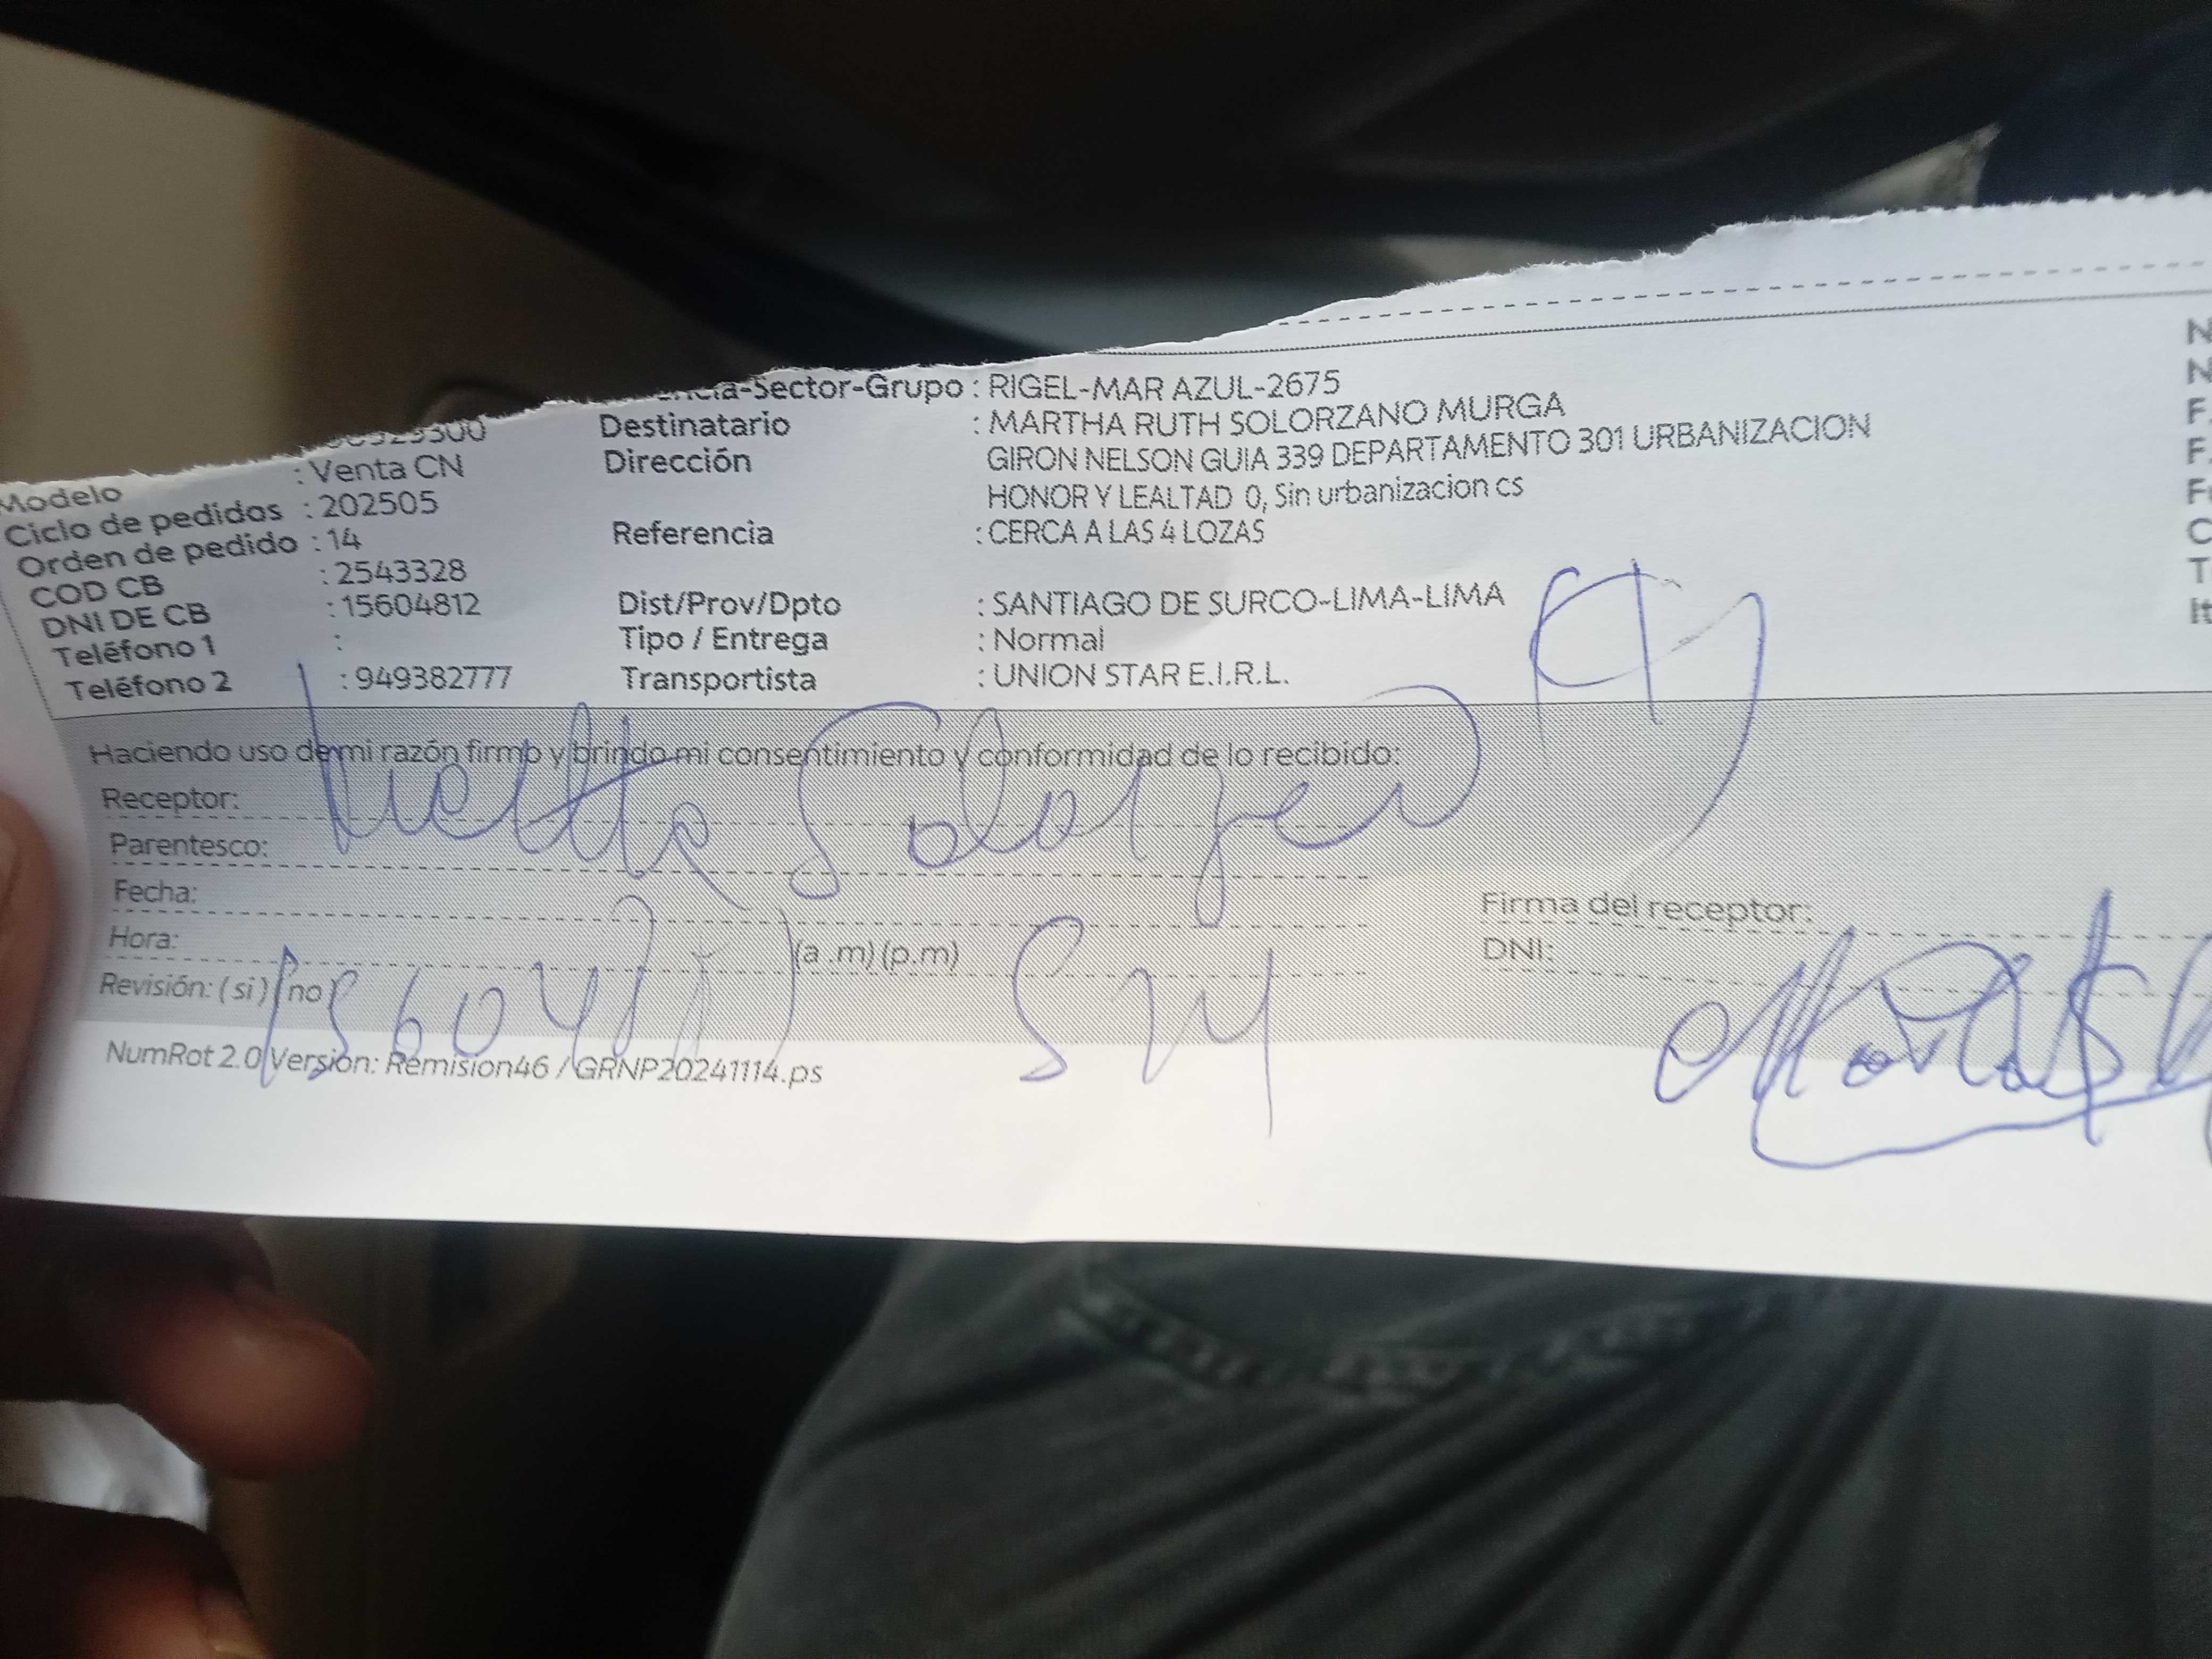 -Sector-Grupo : RIGEL-MAR AZUL-2675
Destinatario : MARTHA RUTH SOLORZANO MURGA
Dirección GIRON NELSON GUIA 339 DEPARTAMENTO 301 URBANIZACION
HONOR Y LEALTAD 0, Sin urbanizacion cs
Referencia : CERCA A LAS 4 LOZAS
Dist/Prov/Dpto : SANTIAGO DE SURCO-LIMA-LIMA
Tipo / Entrega : Normal
Transportista : UNION STAR E.I.R.L.
Modelo : Venta CN
Ciclo de pedidos : 202505
Orden de pedido : 14
COD CB : 2543328
DNI DE CB : 15604812
Teléfono 1 :
Teléfono 2 : 949382777
Haciendo uso de mi razón firmo y brindo mi consentimiento y conformidad de lo recibido:
Receptor:
Parentesco:
Fecha:
Hora: (a .m) (p.m)
Revisión: ( si ) ( no )
Firma del receptor:
DNI:
NumRot 2.0 Version: Remision46 / GRNP20241114.ps